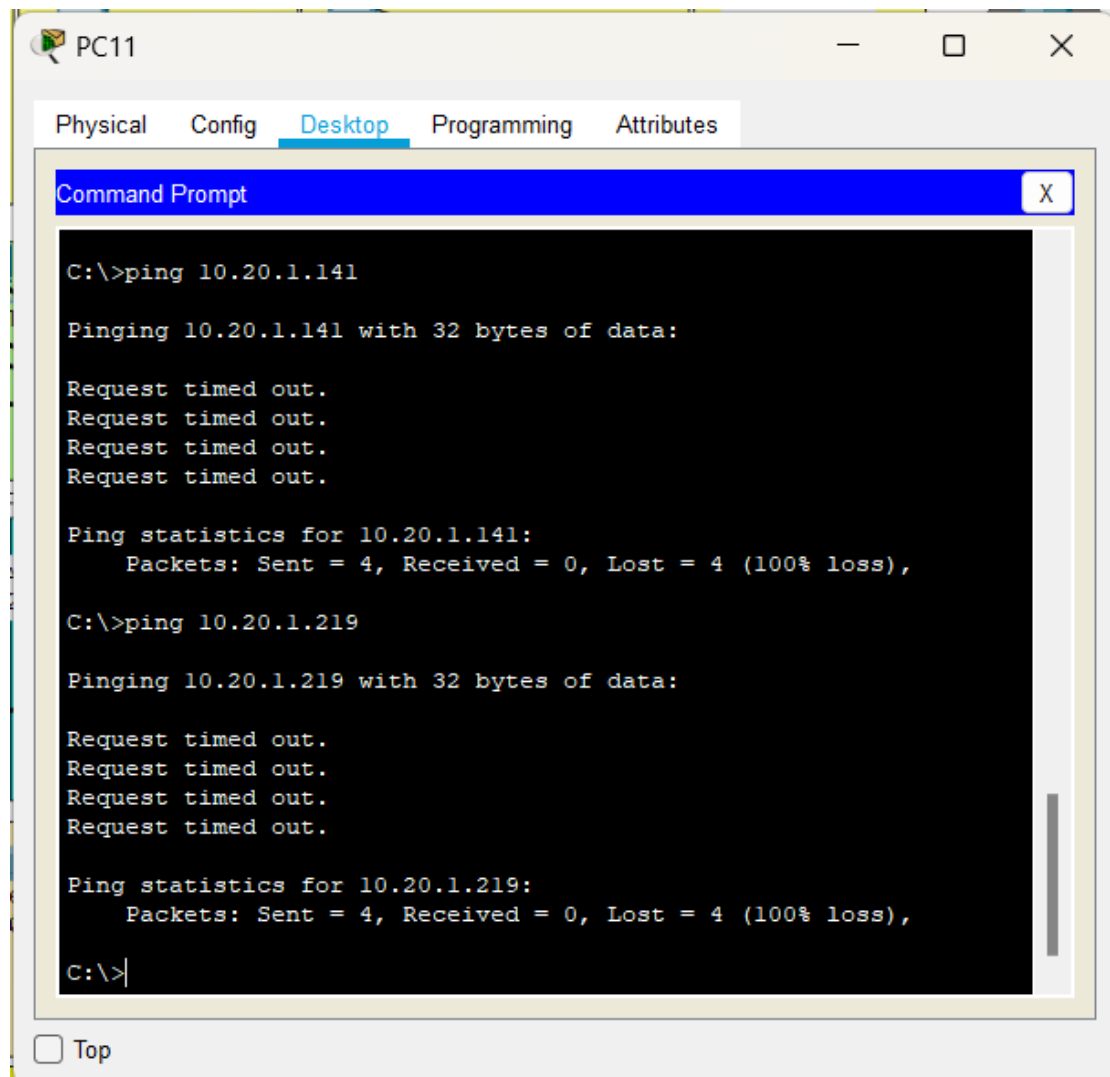 PC11
Physical Config Desktop Programming Attributes
Command Prompt
X
C:\>ping 10.20.1.141
Pinging 10.20.1.141 with 32 bytes of data:
Request timed out.
Request timed out.
Request timed out.
Request timed out.
Ping statistics for 10.20.1.141:
Packets: Sent = 4, Received = 0, Lost = 4 (100% loss),
C:\>ping 10.20.1.219
Pinging 10.20.1.219 with 32 bytes of data:
Request timed out.
Request timed out.
Request timed out.
Request timed out.
Ping statistics for 10.20.1.219:
Packets: Sent = 4, Received = 0, Lost = 4 (100% loss),
C:\>
Top